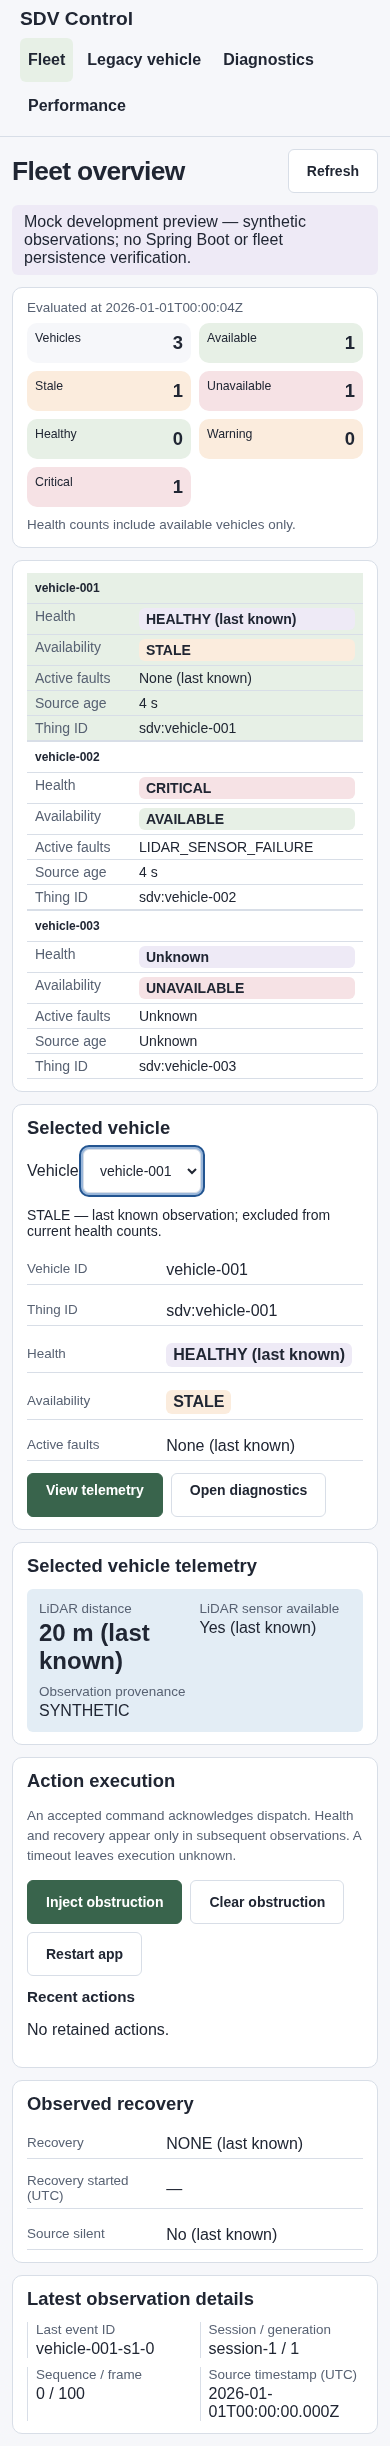 SDV Control
Fleet Legacy vehicle Diagnostics
Performance
Fleet overview Refresh
Mock development preview — synthetic
observations; no Spring Boot or fleet
persistence verification.
Evaluated at 2026-01-01T00:00:04Z
Vehicles 3 Available 1
Stale 1 Unavailable 1
Healthy 0 Warning 0
Critical 1
Health counts include available vehicles only.
vehicle-001
Health HEALTHY (last known)
Availability STALE
Active faults None (last known)
Source age 4 s
Thing ID sdv:vehicle-001
vehicle-002
Health CRITICAL
Availability AVAILABLE
Active faults LIDAR_SENSOR_FAILURE
Source age 4 s
Thing ID sdv:vehicle-002
vehicle-003
Health Unknown
Availability UNAVAILABLE
Active faults Unknown
Source age Unknown
Thing ID sdv:vehicle-003
Selected vehicle
Vehicle vehicle-001
STALE — last known observation; excluded from
current health counts.
Vehicle ID vehicle-001
Thing ID sdv:vehicle-001
Health HEALTHY (last known)
Availability STALE
Active faults None (last known)
View telemetry Open diagnostics
Selected vehicle telemetry
LiDAR distance LiDAR sensor available
20 m (last Yes (last known)
known)
Observation provenance
SYNTHETIC
Action execution
An accepted command acknowledges dispatch. Health
and recovery appear only in subsequent observations. A
timeout leaves execution unknown.
Inject obstruction Clear obstruction
Restart app
Recent actions
No retained actions.
Observed recovery
Recovery NONE (last known)
Recovery started
(UTC) —
Source silent No (last known)
Latest observation details
Last event ID Session / generation
vehicle-001-s1-0 session-1 / 1
Sequence / frame Source timestamp (UTC)
0 / 100 2026-01-
01T00:00:00.000Z